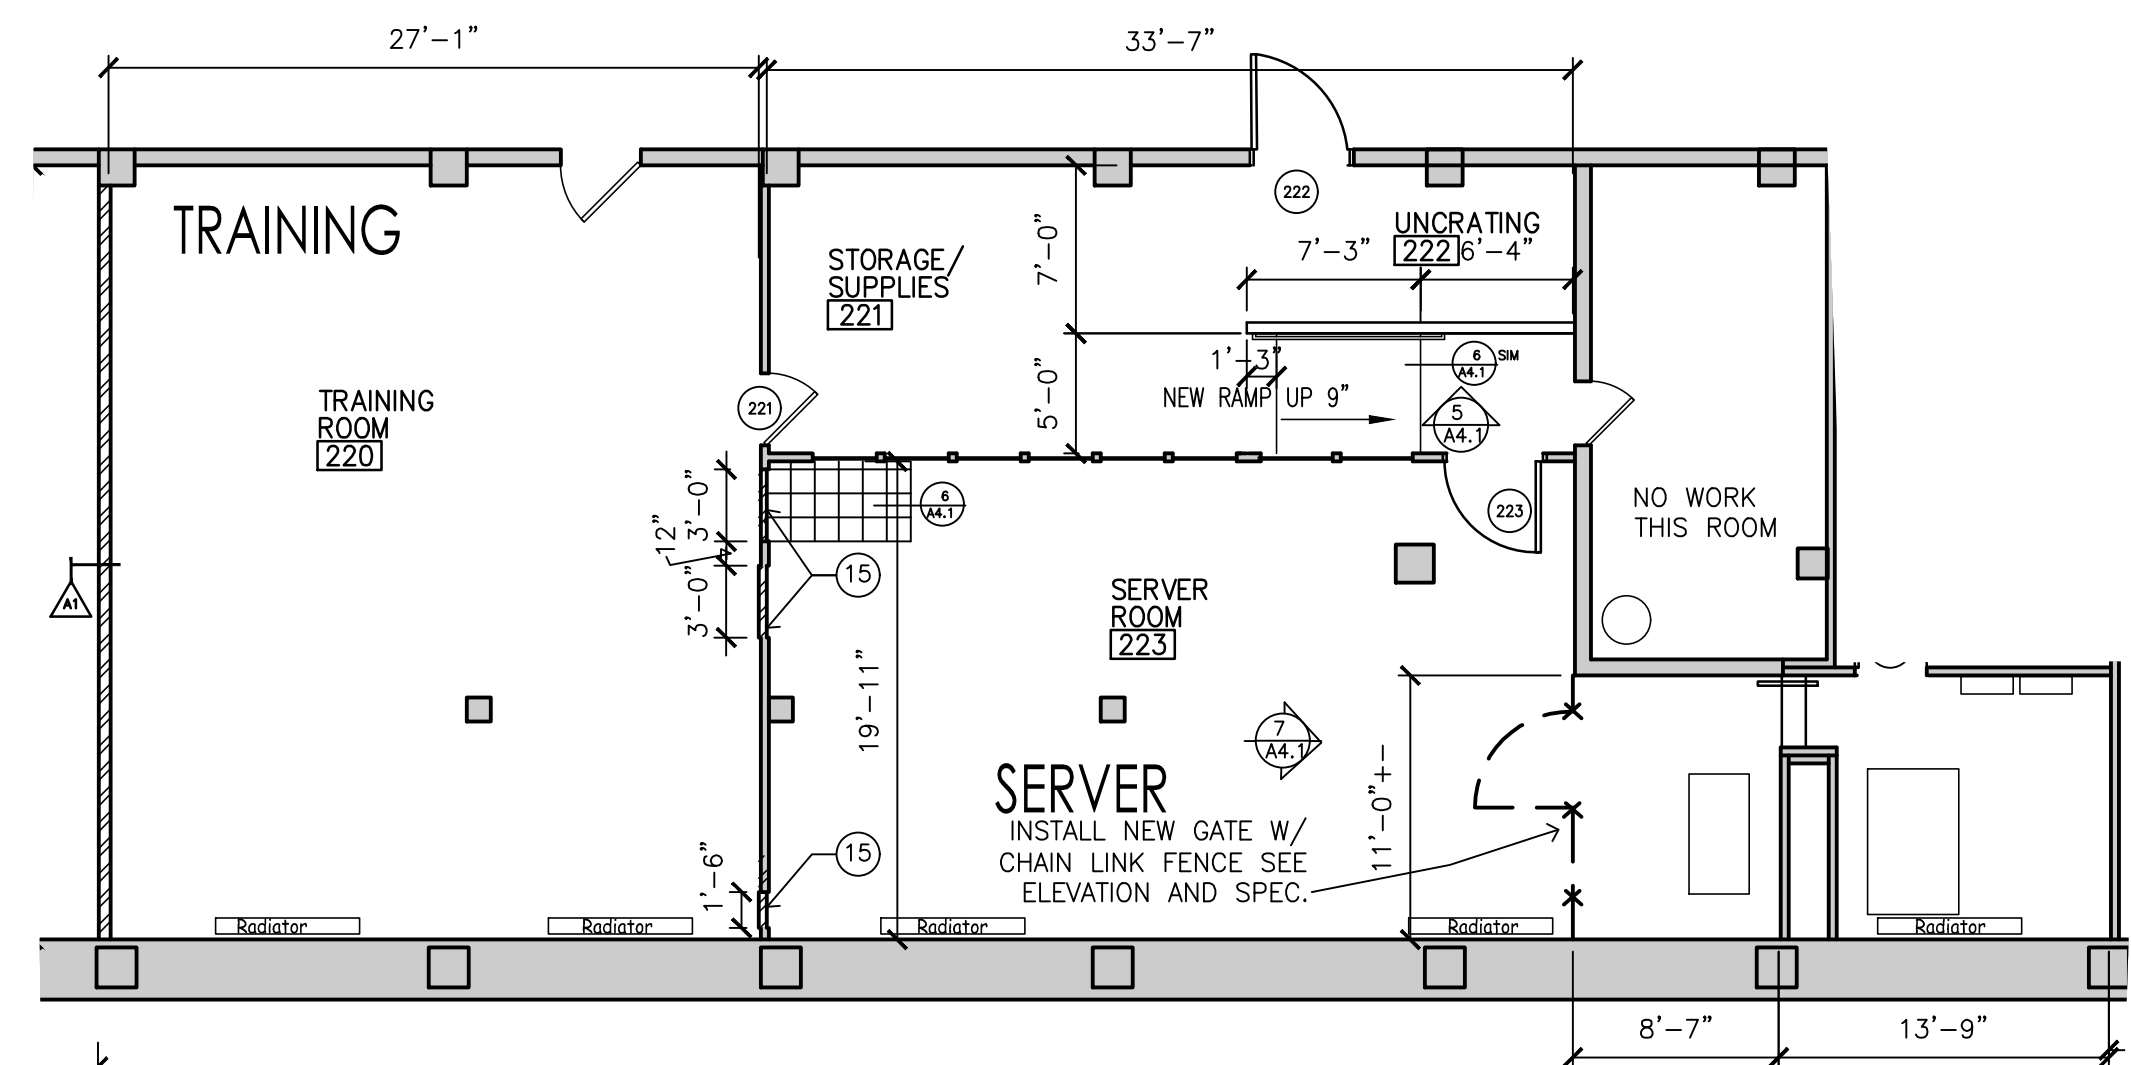 27'-1"
33'-7"
222
TRAINING
UNCRATING
222
7'-3"
6'-4"
7'-0"
STORAGE/
SUPPLIES
221
1'-3"
6
A4.1
SIM
5'-0"
NEW RAMP UP 9"
5
A4.1
TRAINING
ROOM
220
221
3'-0"
6
A4.1
223
NO WORK
THIS ROOM
12"
3'-0"
15
A1
SERVER
ROOM
223
19'-11"
7
A4.1
SERVER
11'-0"+-
INSTALL NEW GATE W/
CHAIN LINK FENCE SEE
ELEVATION AND SPEC.
15
1'-6"
Radiator
Radiator
Radiator
Radiator
Radiator
8'-7"
13'-9"